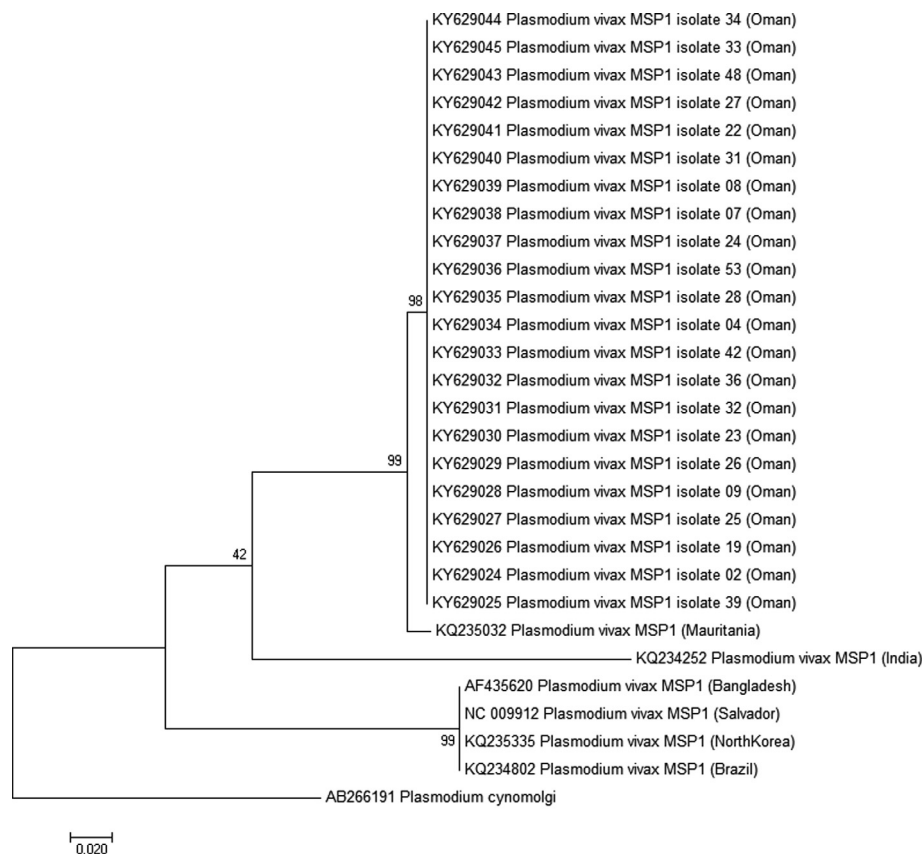 KY629044 Plasmodium vivax MSP1 isolate 34 (Oman)
KY629045 Plasmodium vivax MSP1 isolate 33 (Oman)
KY629043 Plasmodium vivax MSP1 isolate 48 (Oman)
KY629042 Plasmodium vivax MSP1 isolate 27 (Oman)
KY629041 Plasmodium vivax MSP1 isolate 22 (Oman)
KY629040 Plasmodium vivax MSP1 isolate 31 (Oman)
KY629039 Plasmodium vivax MSP1 isolate 08 (Oman)
KY629038 Plasmodium vivax MSP1 isolate 07 (Oman)
KY629037 Plasmodium vivax MSP1 isolate 24 (Oman)
KY629036 Plasmodium vivax MSP1 isolate 53 (Oman)
KY629035 Plasmodium vivax MSP1 isolate 28 (Oman)
98
KY629034 Plasmodium vivax MSP1 isolate 04 (Oman)
KY629033 Plasmodium vivax MSP1 isolate 42 (Oman)
KY629032 Plasmodium vivax MSP1 isolate 36 (Oman)
KY629031 Plasmodium vivax MSP1 isolate 32 (Oman)
KY629030 Plasmodium vivax MSP1 isolate 23 (Oman)
99
KY629029 Plasmodium vivax MSP1 isolate 26 (Oman)
KY629028 Plasmodium vivax MSP1 isolate 09 (Oman)
KY629027 Plasmodium vivax MSP1 isolate 25 (Oman)
42
KY629026 Plasmodium vivax MSP1 isolate 19 (Oman)
KY629024 Plasmodium vivax MSP1 isolate 02 (Oman)
KY629025 Plasmodium vivax MSP1 isolate 39 (Oman)
KQ235032 Plasmodium vivax MSP1 (Mauritania)
KQ234252 Plasmodium vivax MSP1 (India)
AF435620 Plasmodium vivax MSP1 (Bangladesh)
NC 009912 Plasmodium vivax MSP1 (Salvador)
99
KQ235335 Plasmodium vivax MSP1 (NorthKorea)
KQ234802 Plasmodium vivax MSP1 (Brazil)
AB266191 Plasmodium cynomolgi
0.020